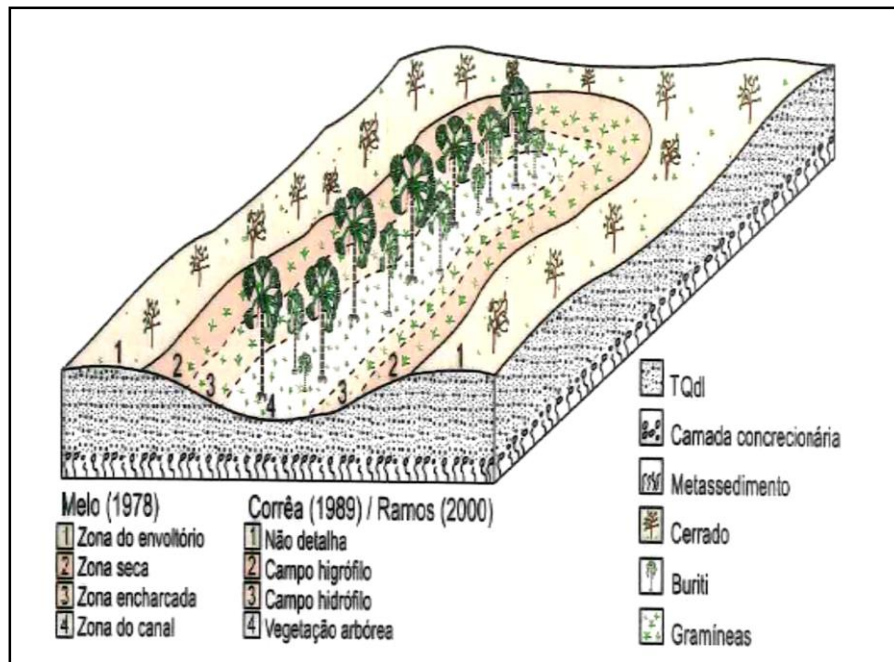 1
2
3
4
3
2
1
Melo (1978)
1 Zona do envoltório
2 Zona seca
3 Zona encharcada
4 Zona do canal
Corrêa (1989) / Ramos (2000)
1 Não detalha
2 Campo higrófilo
3 Campo hidrófilo
4 Vegetação arbórea
TQdl
Camada concrecionária
Metassedimento
Cerrado
Buriti
Gramíneas